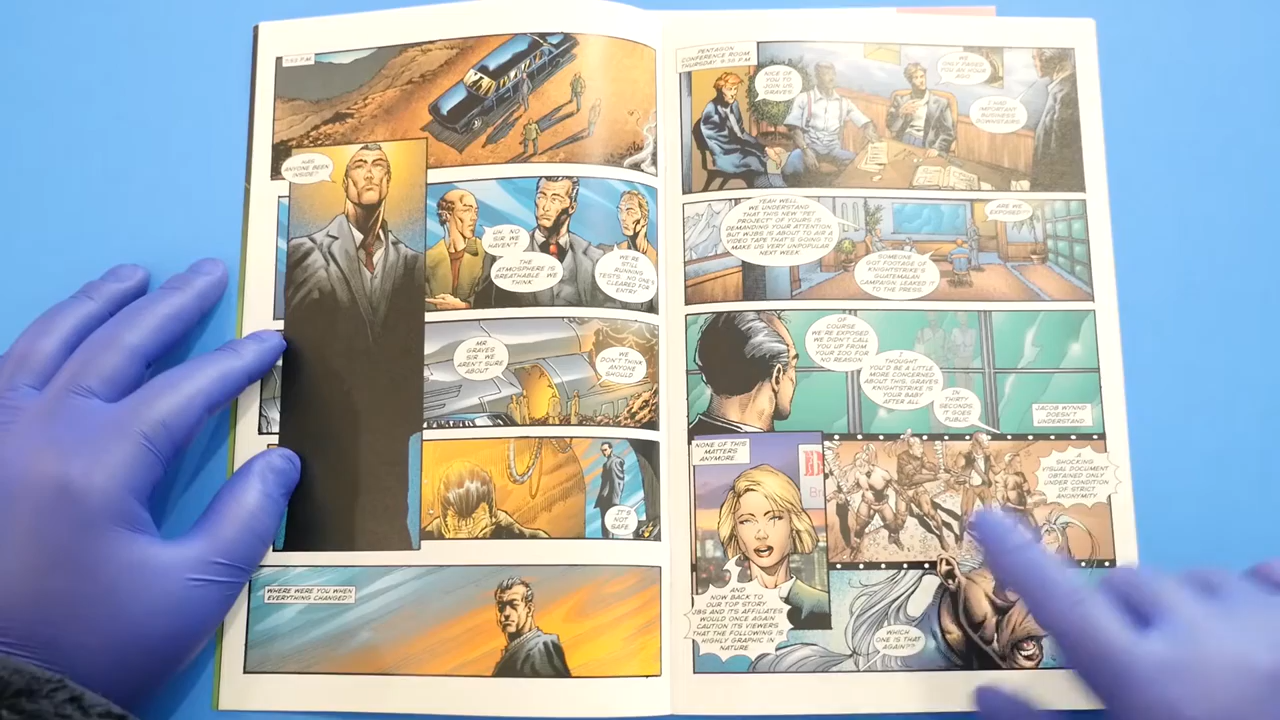 HAS
ANYONE BEEN
INSIDE?
UH.. NO
SIR. WE
HAVEN'T
THE
ATMOSPHERE IS
BREATHABLE. WE
THINK.
WE'RE
STILL
RUNNING
TESTS. NO ONE'S
CLEARED FOR
ENTRY.
MR.
GRAVES
SIR.. WE
AREN'T SURE
ABOUT
WE
DON'T THINK
ANYONE
SHOULD
IT'S
NOT
SAFE.
WHERE WERE YOU WHEN
EVERYTHING CHANGED?
PENTAGON
CONFERENCE ROOM
THURSDAY.
NICE OF
YOU TO
JOIN US,
GRAVES.
WE
ONLY PAGED
YOU AN HOUR
AGO.
I HAD
IMPORTANT
BUSINESS
DOWNSTAIRS.
YEAH WELL,
WE UNDERSTAND
THAT THIS NEW "PET
PROJECT" OF YOURS IS
DEMANDING YOUR ATTENTION,
BUT WJBS IS ABOUT TO AIR A
VIDEO TAPE THAT'S GOING TO
MAKE US VERY UNPOPULAR
NEXT WEEK.
SOMEONE
GOT FOOTAGE OF
KNIGHTSTRIKE'S
GUATEMALAN
CAMPAIGN. LEAKED IT
TO THE PRESS.
ARE WE
EXPOSED?
OF
COURSE
WE'RE EXPOSED.
WE DIDN'T CALL
YOU UP FROM
YOUR ZOO FOR
NO REASON.
I
THOUGHT
YOU'D BE A LITTLE
MORE CONCERNED
ABOUT THIS, GRAVES.
KNIGHTSTRIKE IS
YOUR BABY
AFTER ALL.
IN
THIRTY
SECONDS,
IT GOES
PUBLIC.
JACOB WYNND
DOESN'T
UNDERSTAND.
NONE OF THIS
MATTERS
ANYMORE.
AND
NOW BACK TO
OUR TOP STORY.
JBS AND ITS AFFILIATES
WOULD ONCE AGAIN
CAUTION ITS VIEWERS
THAT THE FOLLOWING IS
HIGHLY GRAPHIC IN
NATURE.
A
SHOCKING
VISUAL DOCUMENT
OBTAINED ONLY
UNDER CONDITION
OF STRICT
ANONYMITY.
WHICH
ONE IS THAT
AGAIN??